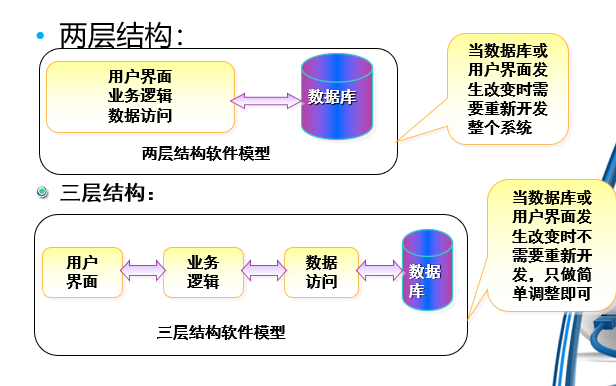 • 两层结构：
用户界面
业务逻辑
数据访问
数据库
两层结构软件模型
当数据库或
用户界面发
生改变时需
要重新开发
整个系统
三层结构：
用户
界面
业务
逻辑
数据
访问
数据
库
三层结构软件模型
当数据库或
用户界面发
生改变时不
需要重新开
发，只做简
单调整即可